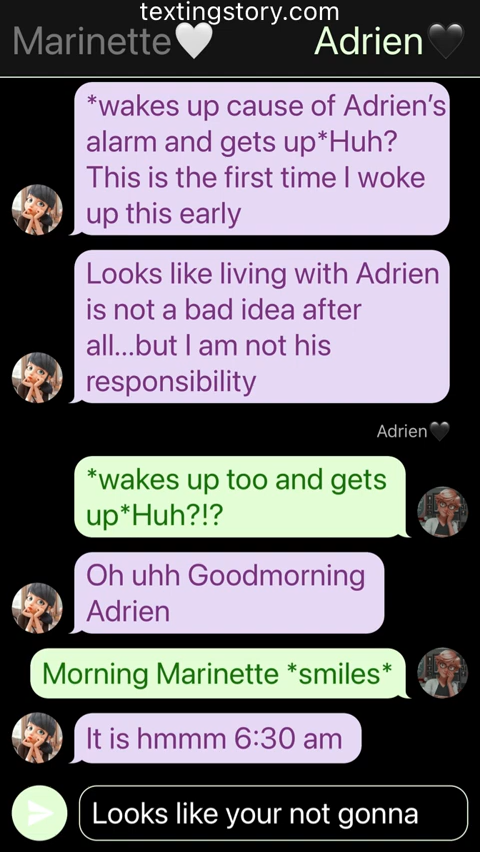 textingstory.com
Marinette🤍 Adrien🖤
*wakes up cause of Adrien’s
alarm and gets up*Huh?
This is the first time I woke
up this early
Looks like living with Adrien
is not a bad idea after
all...but I am not his
responsibility
Adrien🖤
*wakes up too and gets
up*Huh?!?
Oh uhh Goodmorning
Adrien
Morning Marinette *smiles*
It is hmmm 6:30 am
Looks like your not gonna